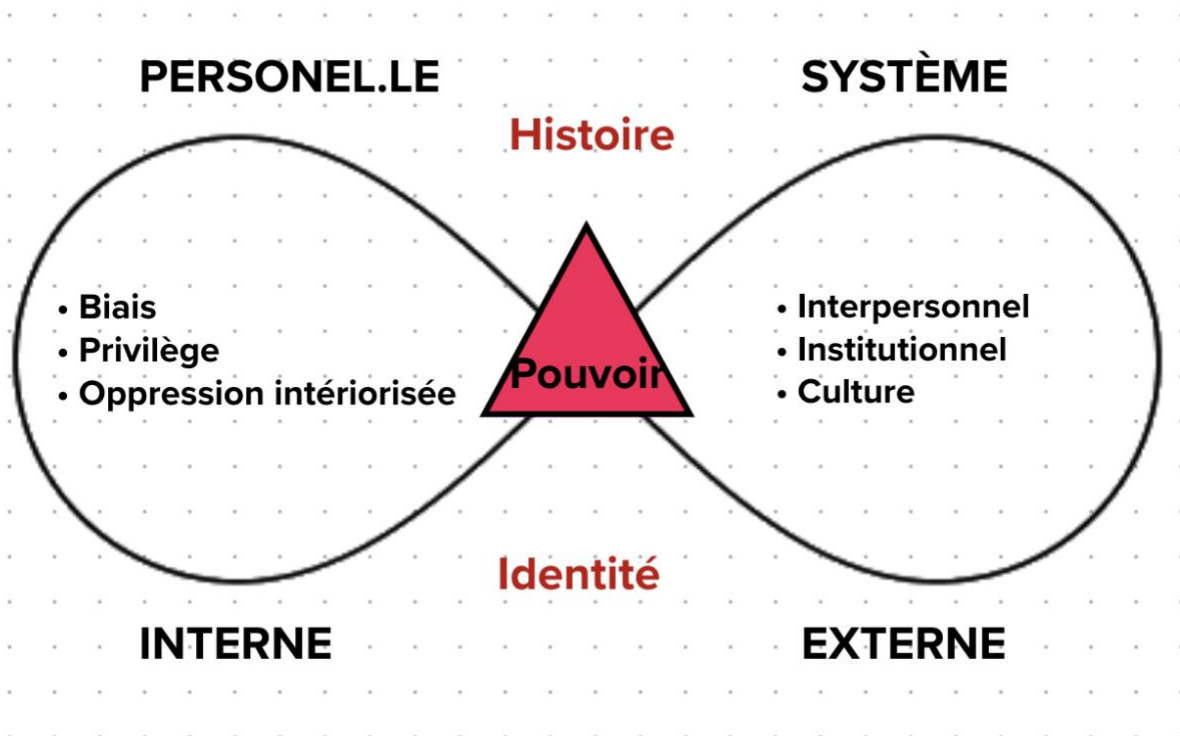 PERSONEL.LE
SYSTÈME
Histoire
• Biais
• Privilège
• Oppression intériorisée
Pouvoir
• Interpersonnel
• Institutionnel
• Culture
Identité
INTERNE
EXTERNE